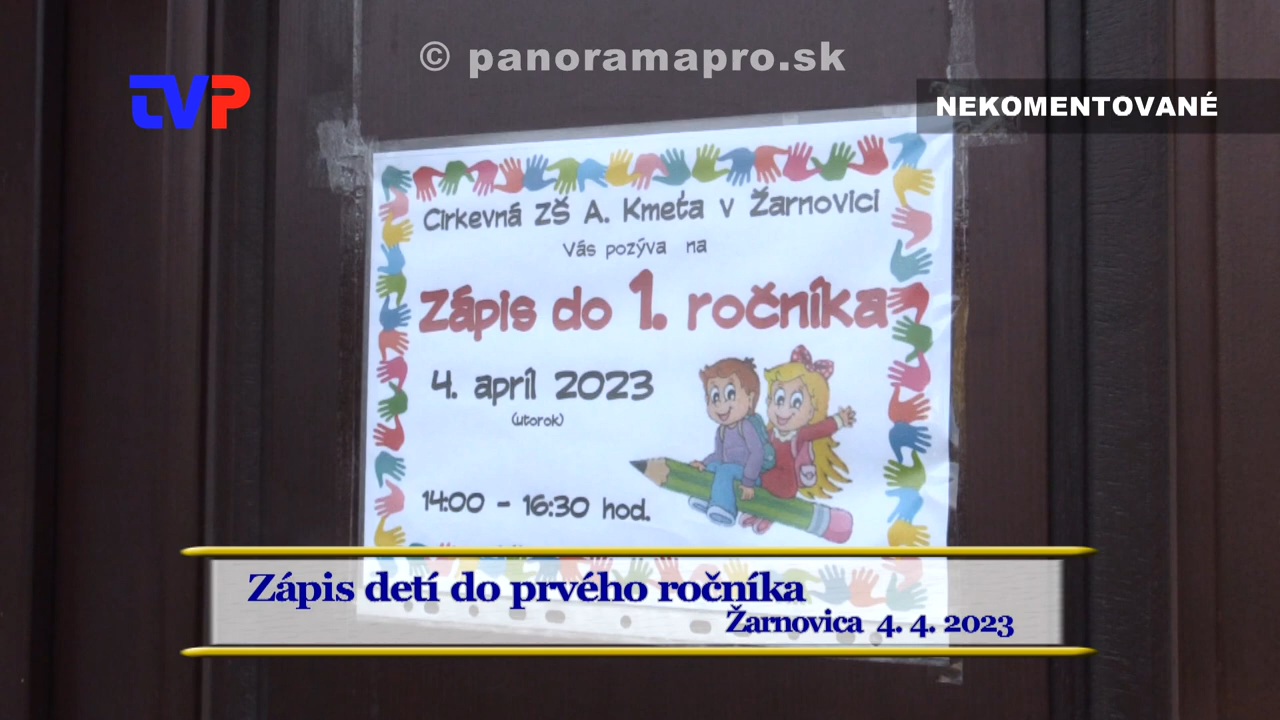 © panoramapro.sk
TVP
NEKOMENTOVANÉ
Cirkevná ZŠ A. Kmeťa v Žarnovici
Vás pozýva na
Zápis do 1. ročníka
4. apríl 2023
(utorok)
14:00 - 16:30 hod.
Zápis detí do prvého ročníka
Žarnovica 4. 4. 2023